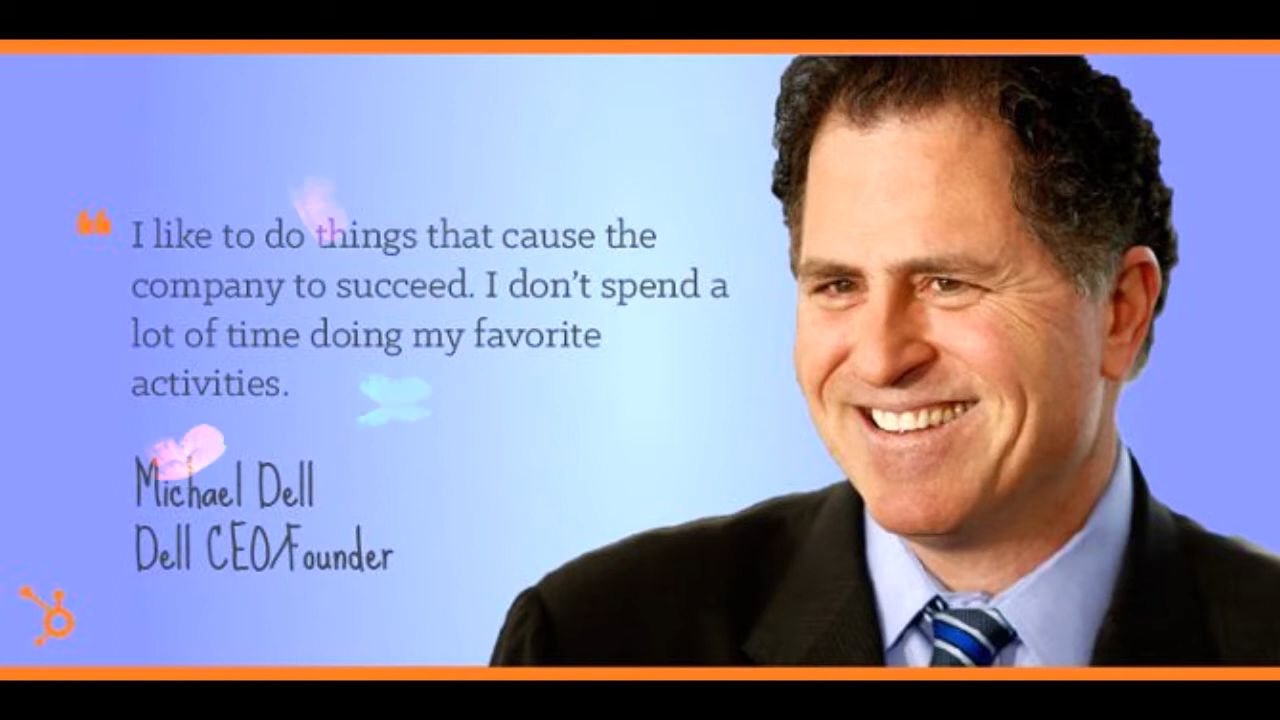 “ I like to do things that cause the
company to succeed. I don’t spend a
lot of time doing my favorite
activities.
Michael Dell
Dell CEO/Founder